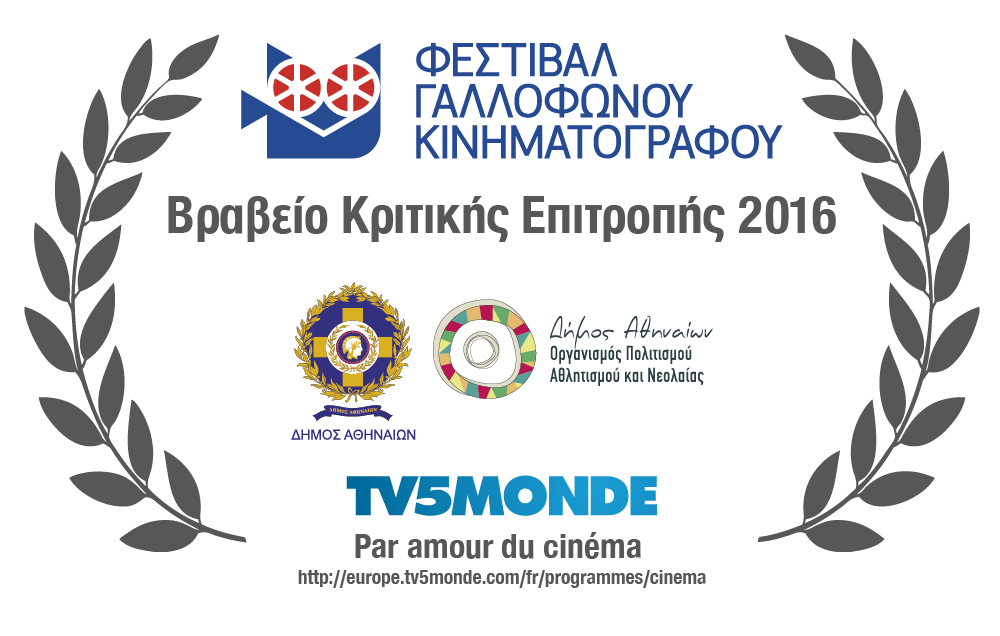 ΦΕΣΤΙΒΑΛ
ΓΑΛΛΟΦΩΝΟΥ
ΚΙΝΗΜΑΤΟΓΡΑΦΟΥ
Βραβείο Κριτικής Επιτροπής 2016
ΔΗΜΟΣ ΑΘΗΝΑΙΩΝ
ΔΗΜΟΣ ΑΘΗΝΑΙΩΝ
Δήμος Αθηναίων
Οργανισμός Πολιτισμού
Αθλητισμού και Νεολαίας
TV5MONDE
Par amour du cinéma
http://europe.tv5monde.com/fr/programmes/cinema